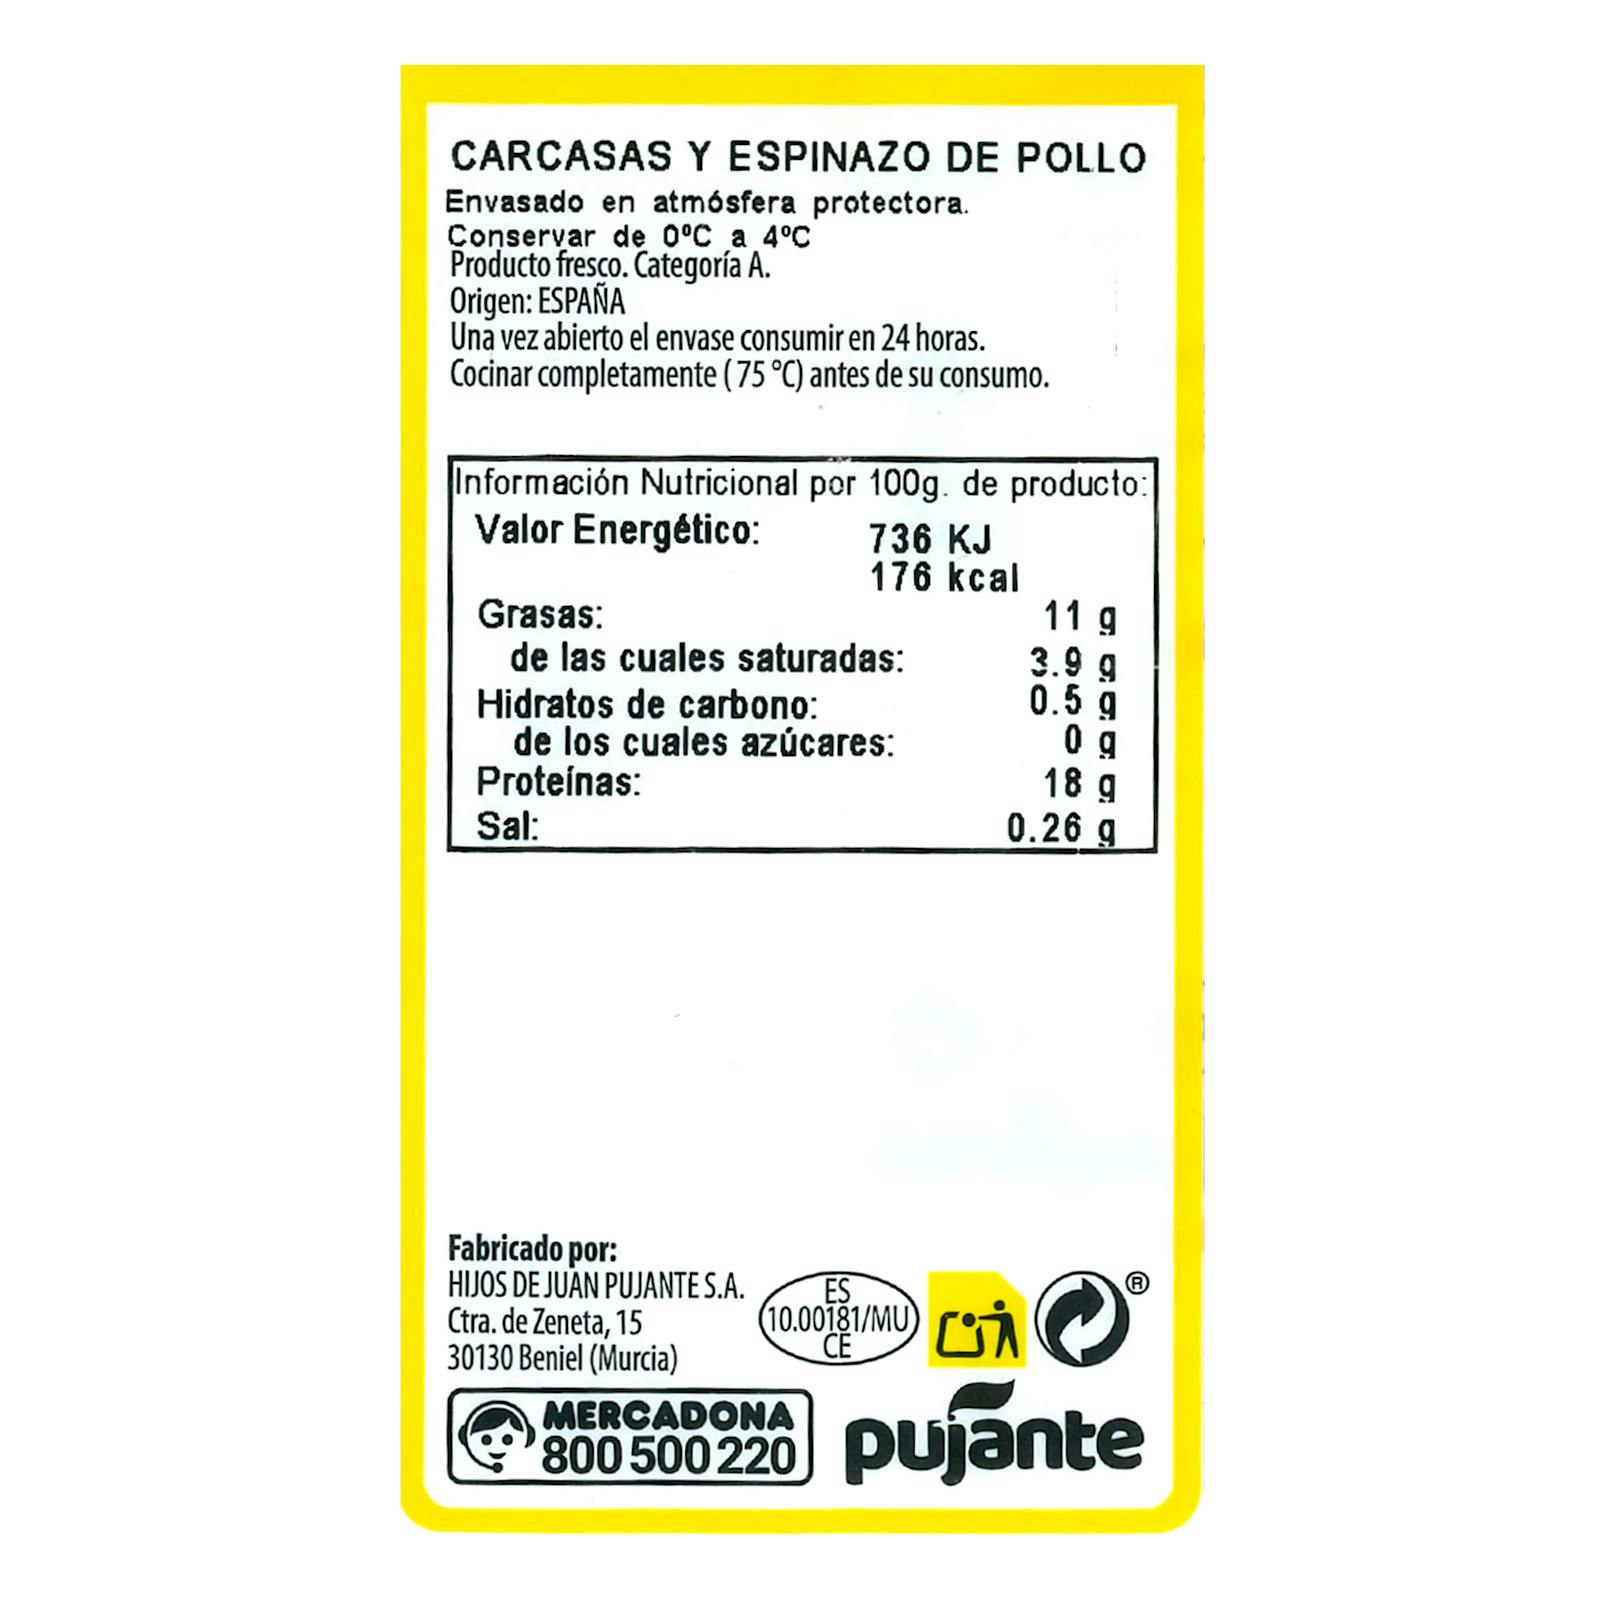 CARCASAS Y ESPINAZO DE POLLO
Envasado en atmósfera protectora.
Conservar de 0ºC a 4ºC
Producto fresco. Categoría A.
Origen: ESPAÑA
Una vez abierto el envase consumir en 24 horas.
Cocinar completamente ( 75 °C) antes de su consumo.
Información Nutricional por 100g. de producto:
Valor Energético: 736 KJ
176 kcal
Grasas: 11 g
de las cuales saturadas: 3.9 g
Hidratos de carbono: 0.5 g
de los cuales azúcares: 0 g
Proteínas: 18 g
Sal: 0.26 g
Fabricado por:
HIJOS DE JUAN PUJANTE S.A.
Ctra. de Zeneta, 15
30130 Beniel (Murcia)
ES
10.00181/MU
CE
®
MERCADONA
800 500 220
pujante